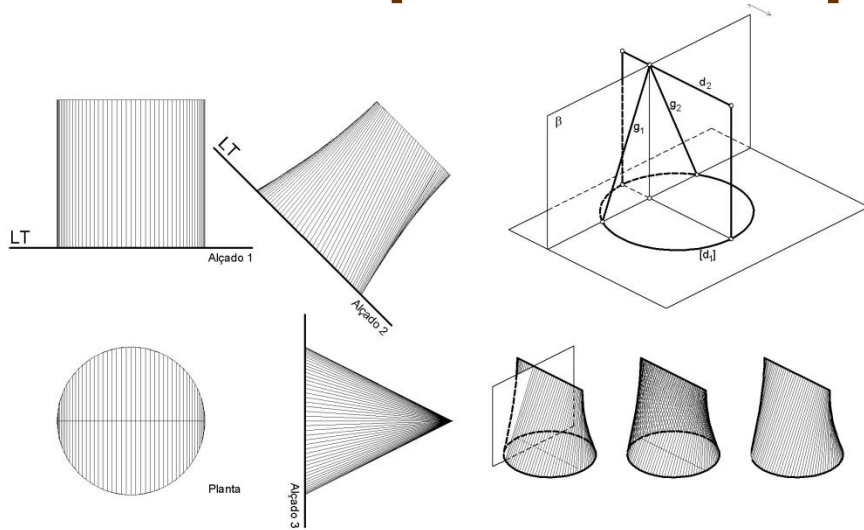 LT
Alçado 1
LT
Alçado 2
β
g1
g2
d2
[d1]
Planta
Alçado 3